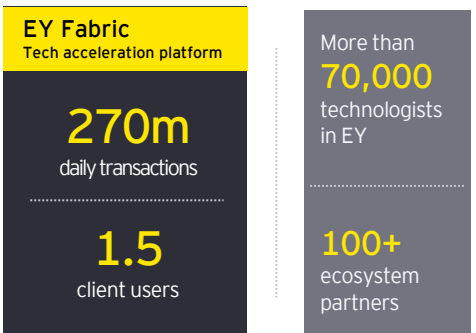 EY Fabric
Tech acceleration platform
270m
daily transactions
1.5
client users
More than
70,000
technologists
in EY
100+
ecosystem
partners